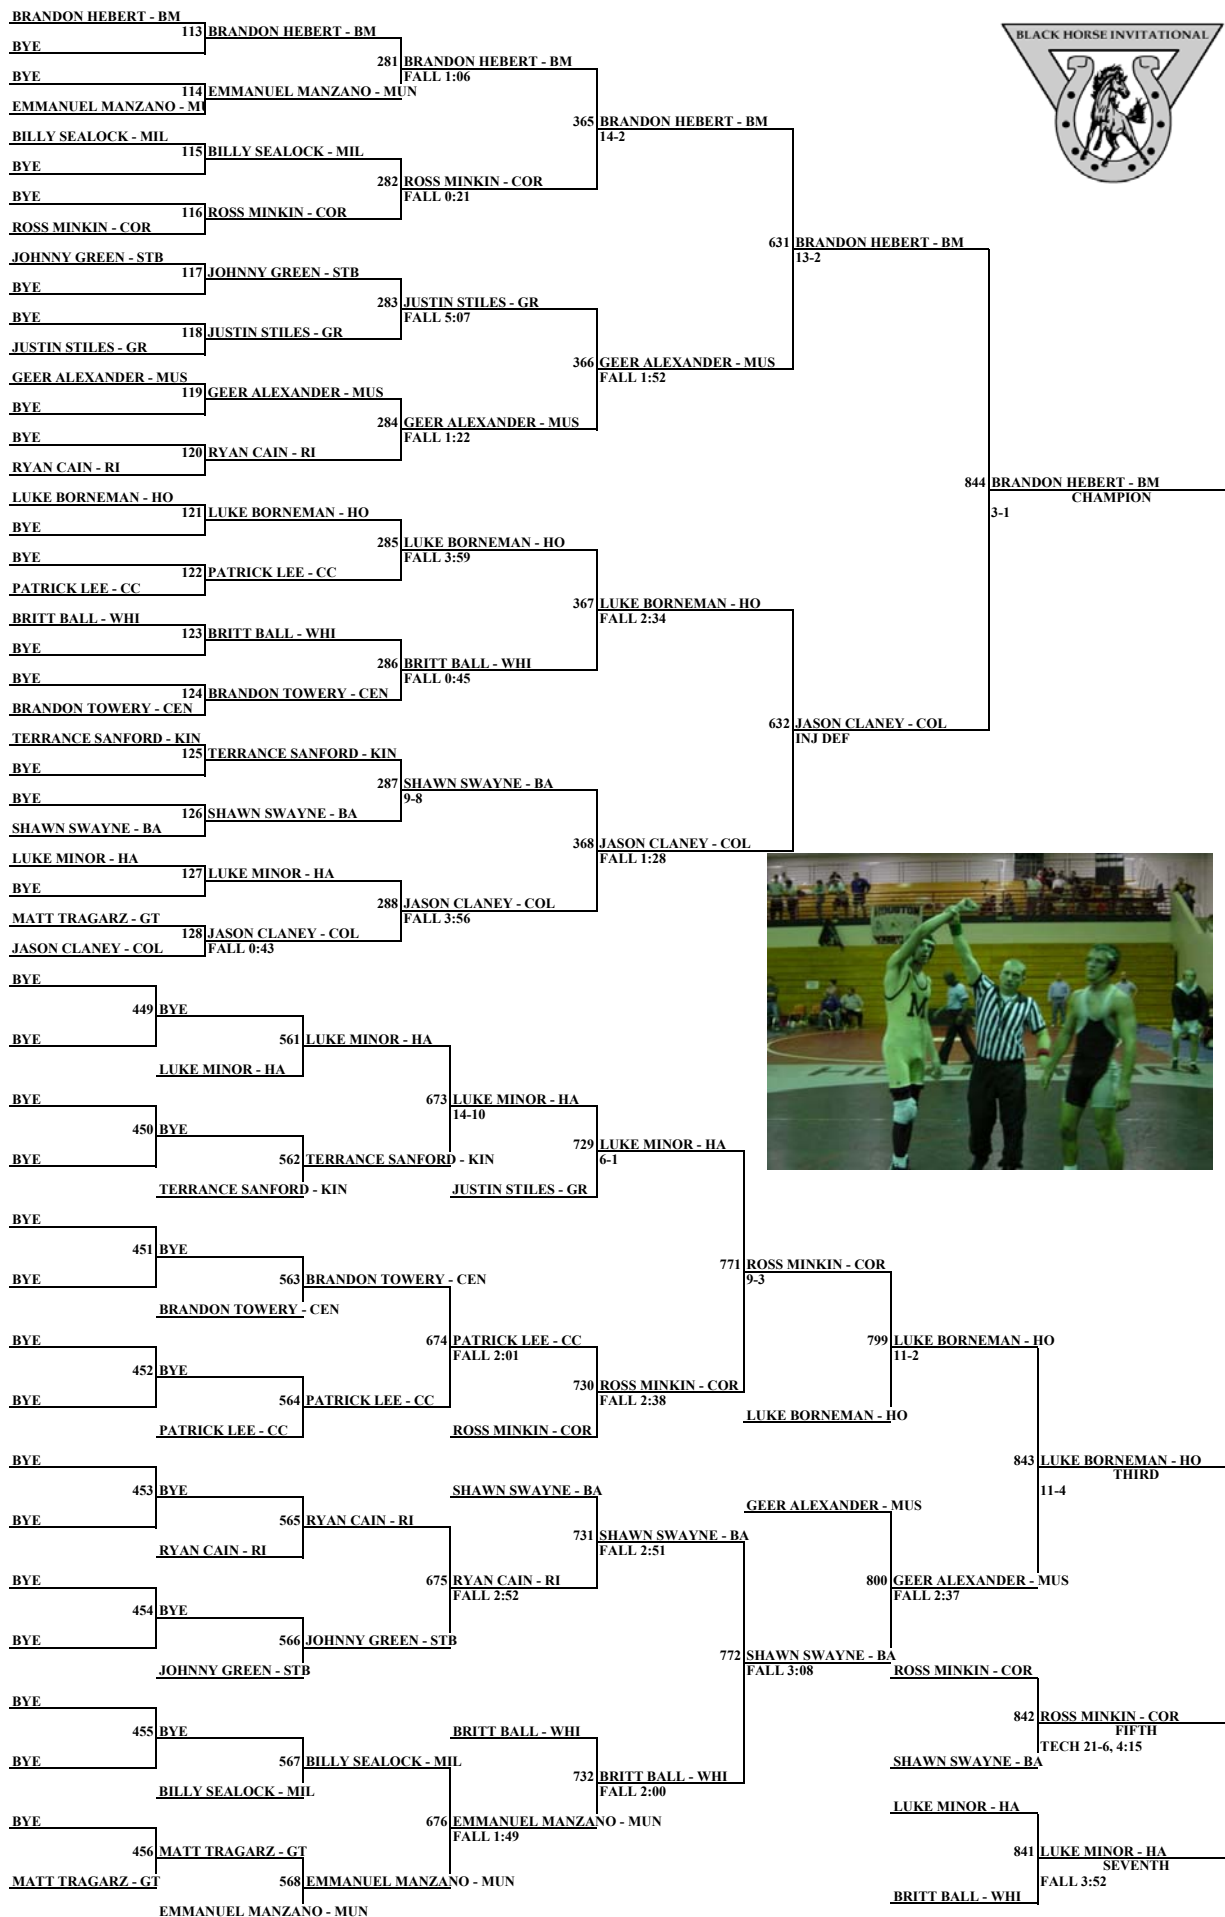 BRANDON HEBERT - BM
BLACK HORSE INVITATIONAL
113 BRANDON HEBERT - BM
BYE
281 BRANDON HEBERT - BM
FALL 1:06
BYE
114 EMMANUEL MANZANO - MUN
EMMANUEL MANZANO - MU
365 BRANDON HEBERT - BM
14-2
BILLY SEALOCK - MIL
115 BILLY SEALOCK - MIL
BYE
282 ROSS MINKIN - COR
FALL 0:21
BYE
116 ROSS MINKIN - COR
ROSS MINKIN - COR
631 BRANDON HEBERT - BM
13-2
JOHNNY GREEN - STB
117 JOHNNY GREEN - STB
BYE
283 JUSTIN STILES - GR
FALL 5:07
BYE
118 JUSTIN STILES - GR
JUSTIN STILES - GR
366 GEER ALEXANDER - MUS
FALL 1:52
GEER ALEXANDER - MUS
119 GEER ALEXANDER - MUS
BYE
284 GEER ALEXANDER - MUS
FALL 1:22
BYE
120 RYAN CAIN - RI
RYAN CAIN - RI
844 BRANDON HEBERT - BM
CHAMPION
3-1
LUKE BORNEMAN - HO
121 LUKE BORNEMAN - HO
BYE
285 LUKE BORNEMAN - HO
FALL 3:59
BYE
122 PATRICK LEE - CC
PATRICK LEE - CC
367 LUKE BORNEMAN - HO
FALL 2:34
BRITT BALL - WHI
123 BRITT BALL - WHI
BYE
286 BRITT BALL - WHI
FALL 0:45
BYE
124 BRANDON TOWERY - CEN
BRANDON TOWERY - CEN
632 JASON CLANEY - COL
INJ DEF
TERRANCE SANFORD - KIN
125 TERRANCE SANFORD - KIN
BYE
287 SHAWN SWAYNE - BA
9-8
BYE
126 SHAWN SWAYNE - BA
SHAWN SWAYNE - BA
368 JASON CLANEY - COL
FALL 1:28
LUKE MINOR - HA
127 LUKE MINOR - HA
BYE
288 JASON CLANEY - COL
FALL 3:56
MATT TRAGARZ - GT
128 JASON CLANEY - COL
JASON CLANEY - COL
FALL 0:43
HOUSTON
M
BYE
449 BYE
BYE
561 LUKE MINOR - HA
LUKE MINOR - HA
673 LUKE MINOR - HA
14-10
BYE
450 BYE
BYE
562 TERRANCE SANFORD - KIN
TERRANCE SANFORD - KIN
729 LUKE MINOR - HA
6-1
JUSTIN STILES - GR
BYE
451 BYE
BYE
563 BRANDON TOWERY - CEN
BRANDON TOWERY - CEN
771 ROSS MINKIN - COR
9-3
BYE
674 PATRICK LEE - CC
FALL 2:01
452 BYE
BYE
564 PATRICK LEE - CC
PATRICK LEE - CC
730 ROSS MINKIN - COR
FALL 2:38
ROSS MINKIN - COR
799 LUKE BORNEMAN - HO
11-2
LUKE BORNEMAN - HO
843 LUKE BORNEMAN - HO
THIRD
11-4
BYE
453 BYE
BYE
565 RYAN CAIN - RI
RYAN CAIN - RI
SHAWN SWAYNE - BA
731 SHAWN SWAYNE - BA
FALL 2:51
GEER ALEXANDER - MUS
675 RYAN CAIN - RI
FALL 2:52
800 GEER ALEXANDER - MUS
FALL 2:37
BYE
454 BYE
BYE
566 JOHNNY GREEN - STB
JOHNNY GREEN - STB
772 SHAWN SWAYNE - BA
FALL 3:08
ROSS MINKIN - COR
842 ROSS MINKIN - COR
FIFTH
TECH 21-6, 4:15
SHAWN SWAYNE - BA
BYE
455 BYE
BYE
567 BILLY SEALOCK - MIL
BILLY SEALOCK - MIL
BRITT BALL - WHI
732 BRITT BALL - WHI
FALL 2:00
676 EMMANUEL MANZANO - MUN
FALL 1:49
BYE
456 MATT TRAGARZ - GT
MATT TRAGARZ - GT
568 EMMANUEL MANZANO - MUN
EMMANUEL MANZANO - MUN
LUKE MINOR - HA
841 LUKE MINOR - HA
SEVENTH
FALL 3:52
BRITT BALL - WHI